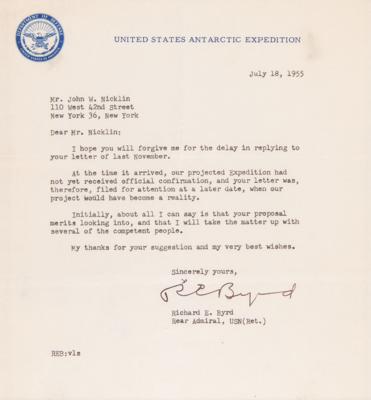 DEPARTMENT OF DEFENSE
UNITED STATES ANTARCTIC EXPEDITION
July 18, 1955
Mr. John W. Nicklin
110 West 42nd Street
New York 36, New York
Dear Mr. Nicklin:
I hope you will forgive me for the delay in replying to
your letter of last November.
At the time it arrived, our projected Expedition had
not yet received official confirmation, and your letter was,
therefore, filed for attention at a later date, when our
project would have become a reality.
Initially, about all I can say is that your proposal
merits looking into, and that I will take the matter up with
several of the competent people.
My thanks for your suggestion and my very best wishes.
Sincerely yours,
R E Byrd
Richard E. Byrd
Rear Admiral, USN(Ret.)
REB:vls